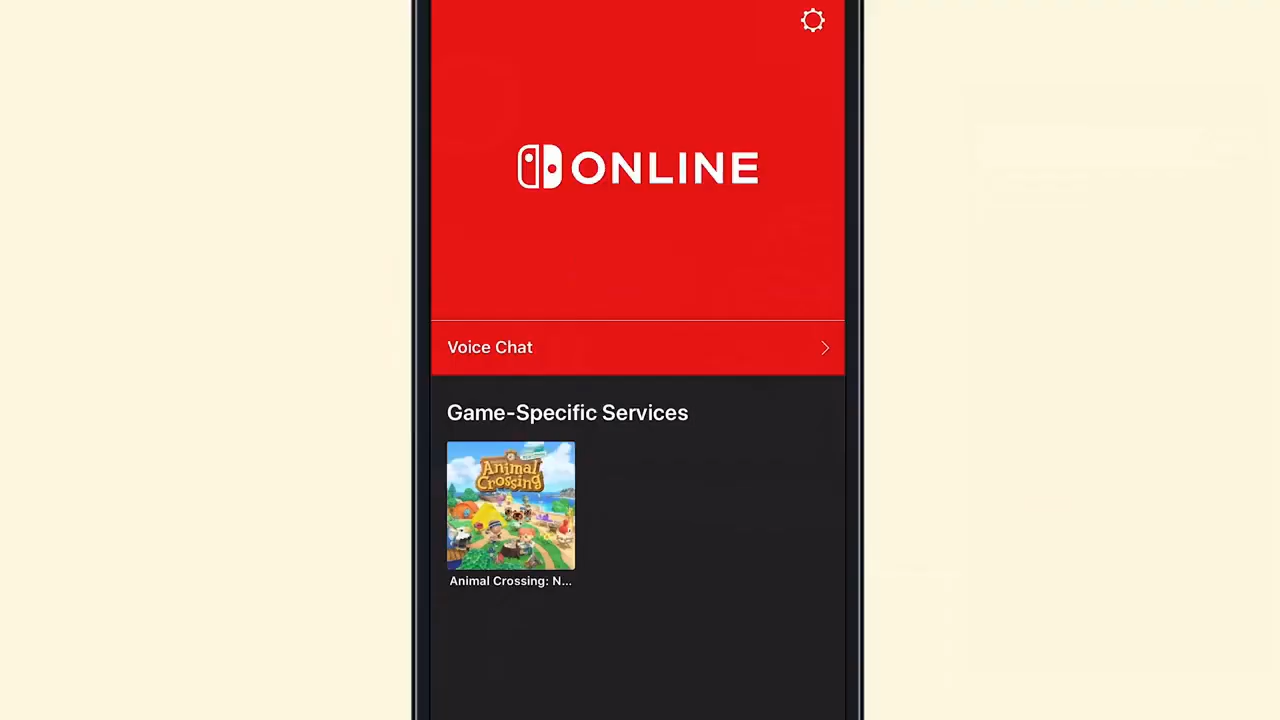 ONLINE
Voice Chat
Game-Specific Services
Animal
Crossing
Animal Crossing: N...